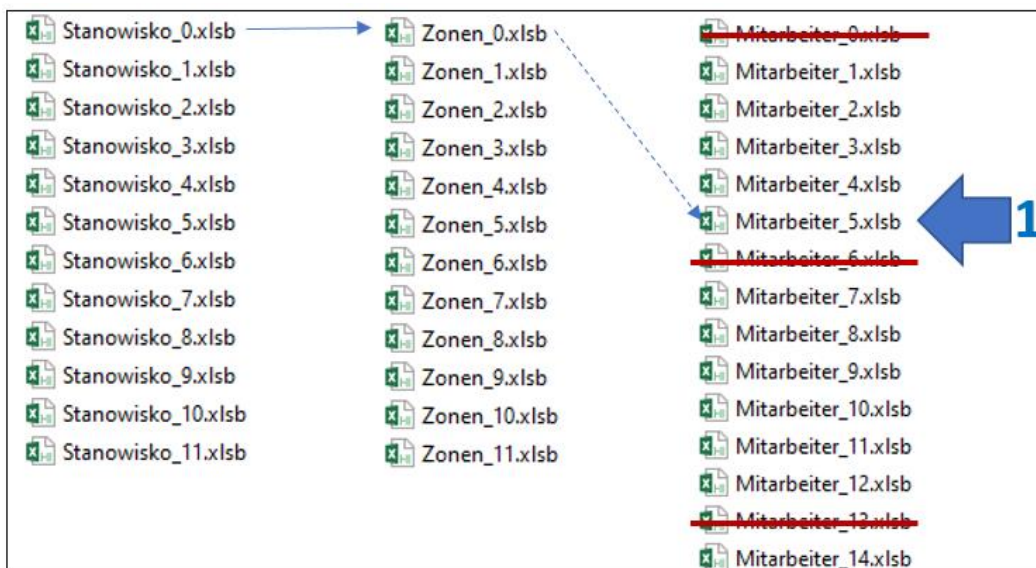 Stanowisko_0.xlsb
Stanowisko_1.xlsb
Stanowisko_2.xlsb
Stanowisko_3.xlsb
Stanowisko_4.xlsb
Stanowisko_5.xlsb
Stanowisko_6.xlsb
Stanowisko_7.xlsb
Stanowisko_8.xlsb
Stanowisko_9.xlsb
Stanowisko_10.xlsb
Stanowisko_11.xlsb
Zonen_0.xlsb
Zonen_1.xlsb
Zonen_2.xlsb
Zonen_3.xlsb
Zonen_4.xlsb
Zonen_5.xlsb
Zonen_6.xlsb
Zonen_7.xlsb
Zonen_8.xlsb
Zonen_9.xlsb
Zonen_10.xlsb
Zonen_11.xlsb
Mitarbeiter_0.xlsb
Mitarbeiter_1.xlsb
Mitarbeiter_2.xlsb
Mitarbeiter_3.xlsb
Mitarbeiter_4.xlsb
Mitarbeiter_5.xlsb
1
Mitarbeiter_6.xlsb
Mitarbeiter_7.xlsb
Mitarbeiter_8.xlsb
Mitarbeiter_9.xlsb
Mitarbeiter_10.xlsb
Mitarbeiter_11.xlsb
Mitarbeiter_12.xlsb
Mitarbeiter_13.xlsb
Mitarbeiter_14.xlsb